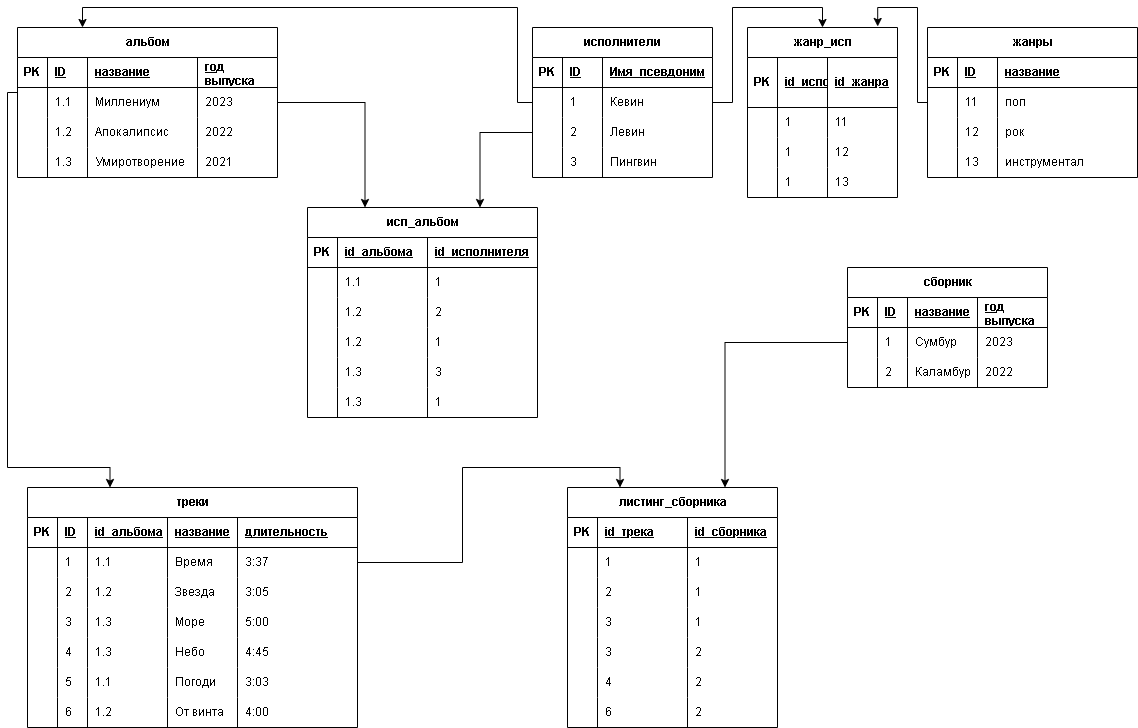 альбом
PK ID название год выпуска
1.1 Миллениум 2023
1.2 Апокалипсис 2022
1.3 Умиротворение 2021
исполнители
PK ID Имя_псевдоним
1 Кевин
2 Левин
3 Пингвин
жанр_исп
PK id_испо id_жанра
1 11
1 12
1 13
жанры
PK ID название
11 поп
12 рок
13 инструментал
исп_альбом
PK id_альбома id_исполнителя
1.1 1
1.2 2
1.2 1
1.3 3
1.3 1
сборник
PK ID название год выпуска
1 Сумбур 2023
2 Каламбур 2022
треки
PK ID id_альбома название длительность
1 1.1 Время 3:37
2 1.2 Звезда 3:05
3 1.3 Море 5:00
4 1.3 Небо 4:45
5 1.1 Погоди 3:03
6 1.2 От винта 4:00
листинг_сборника
PK id_трека id_сборника
1 1
2 1
3 1
3 2
4 2
6 2